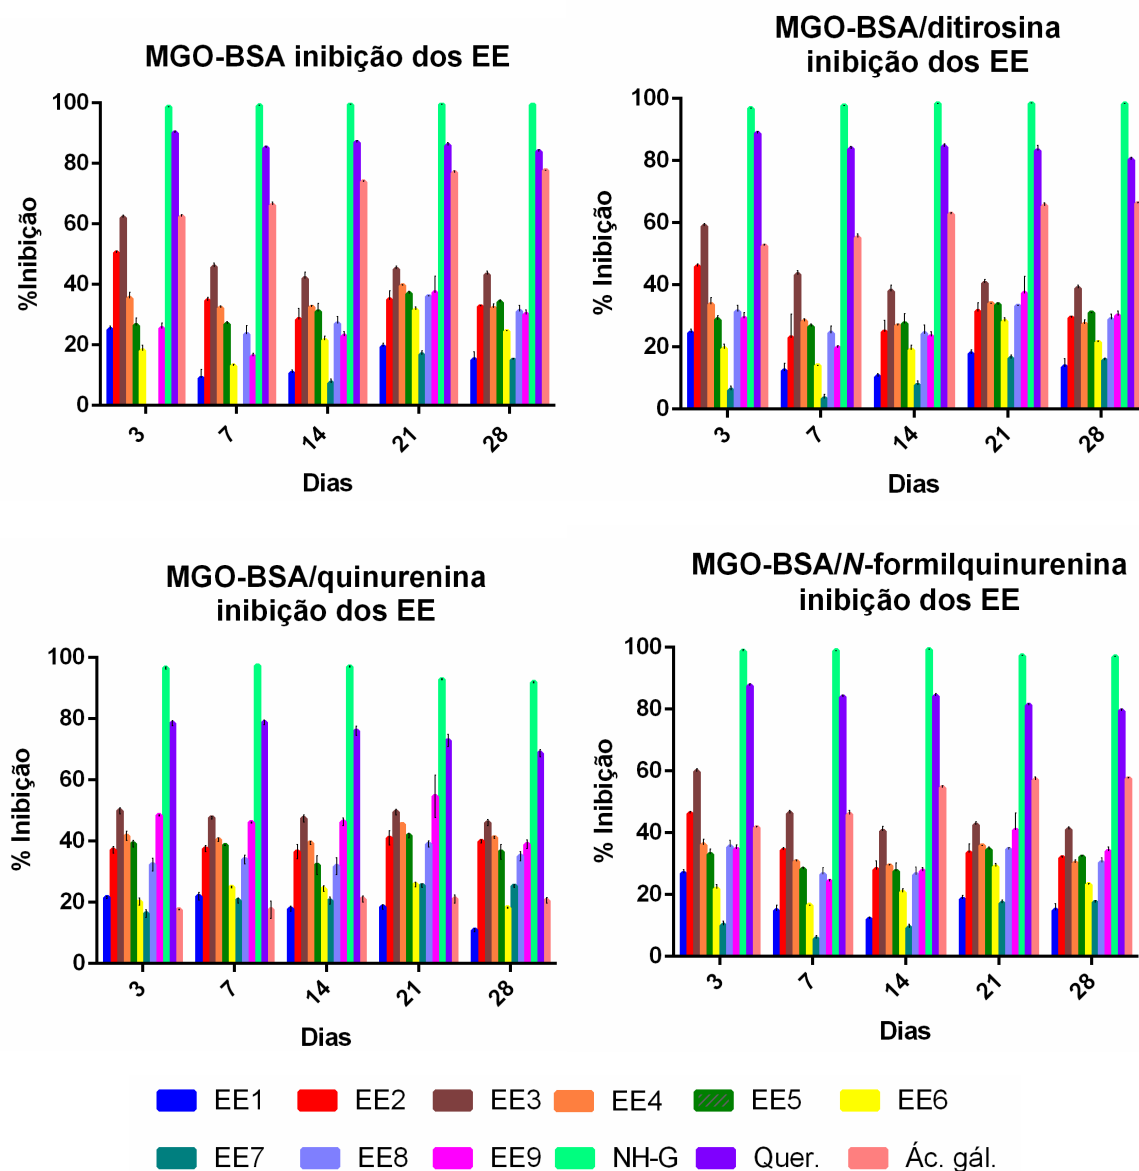 MGO-BSA inibição dos EE
%Inibição
100
80
60
40
20
0
3
7
14
21
28
Dias
MGO-BSA/ditirosina
inibição dos EE
% Inibição
100
80
60
40
20
0
3
7
14
21
28
Dias
MGO-BSA/quinurenina
inibição dos EE
% Inibição
100
80
60
40
20
0
3
7
14
21
28
Dias
MGO-BSA/N-formilquinurenina
inibição dos EE
% Inibição
100
80
60
40
20
0
3
7
14
21
28
Dias
EE1 EE2 EE3 EE4 EE5 EE6
EE7 EE8 EE9 NH-G Quer. Ác. gál.